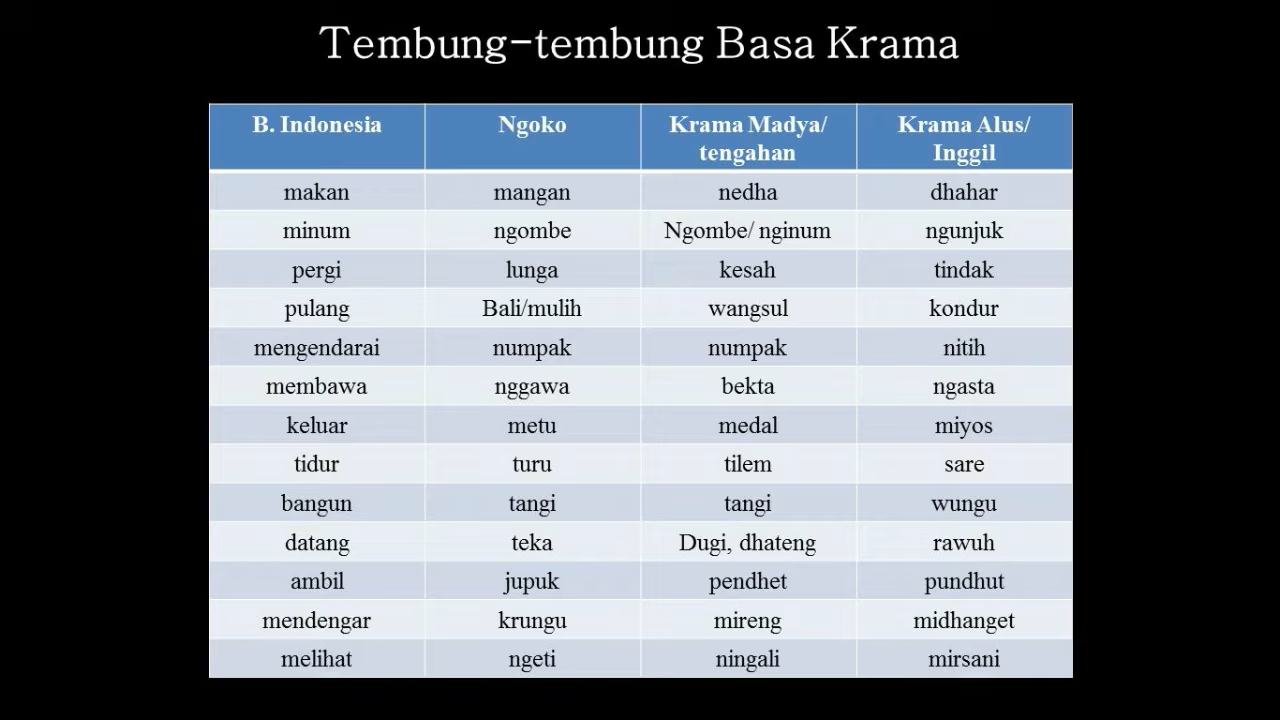 Tembung-tembung Basa Krama
B. Indonesia Ngoko Krama Madya/ tengahan Krama Alus/ Inggil
makan mangan nedha dhahar
minum ngombe Ngombe/ nginum ngunjuk
pergi lunga kesah tindak
pulang Bali/mulih wangsul kondur
mengendarai numpak numpak nitih
membawa nggawa bekta ngasta
keluar metu medal miyos
tidur turu tilem sare
bangun tangi tangi wungu
datang teka Dugi, dhateng rawuh
ambil jupuk pendhet pundhut
mendengar krungu mireng midhanget
melihat ngeti ningali mirsani